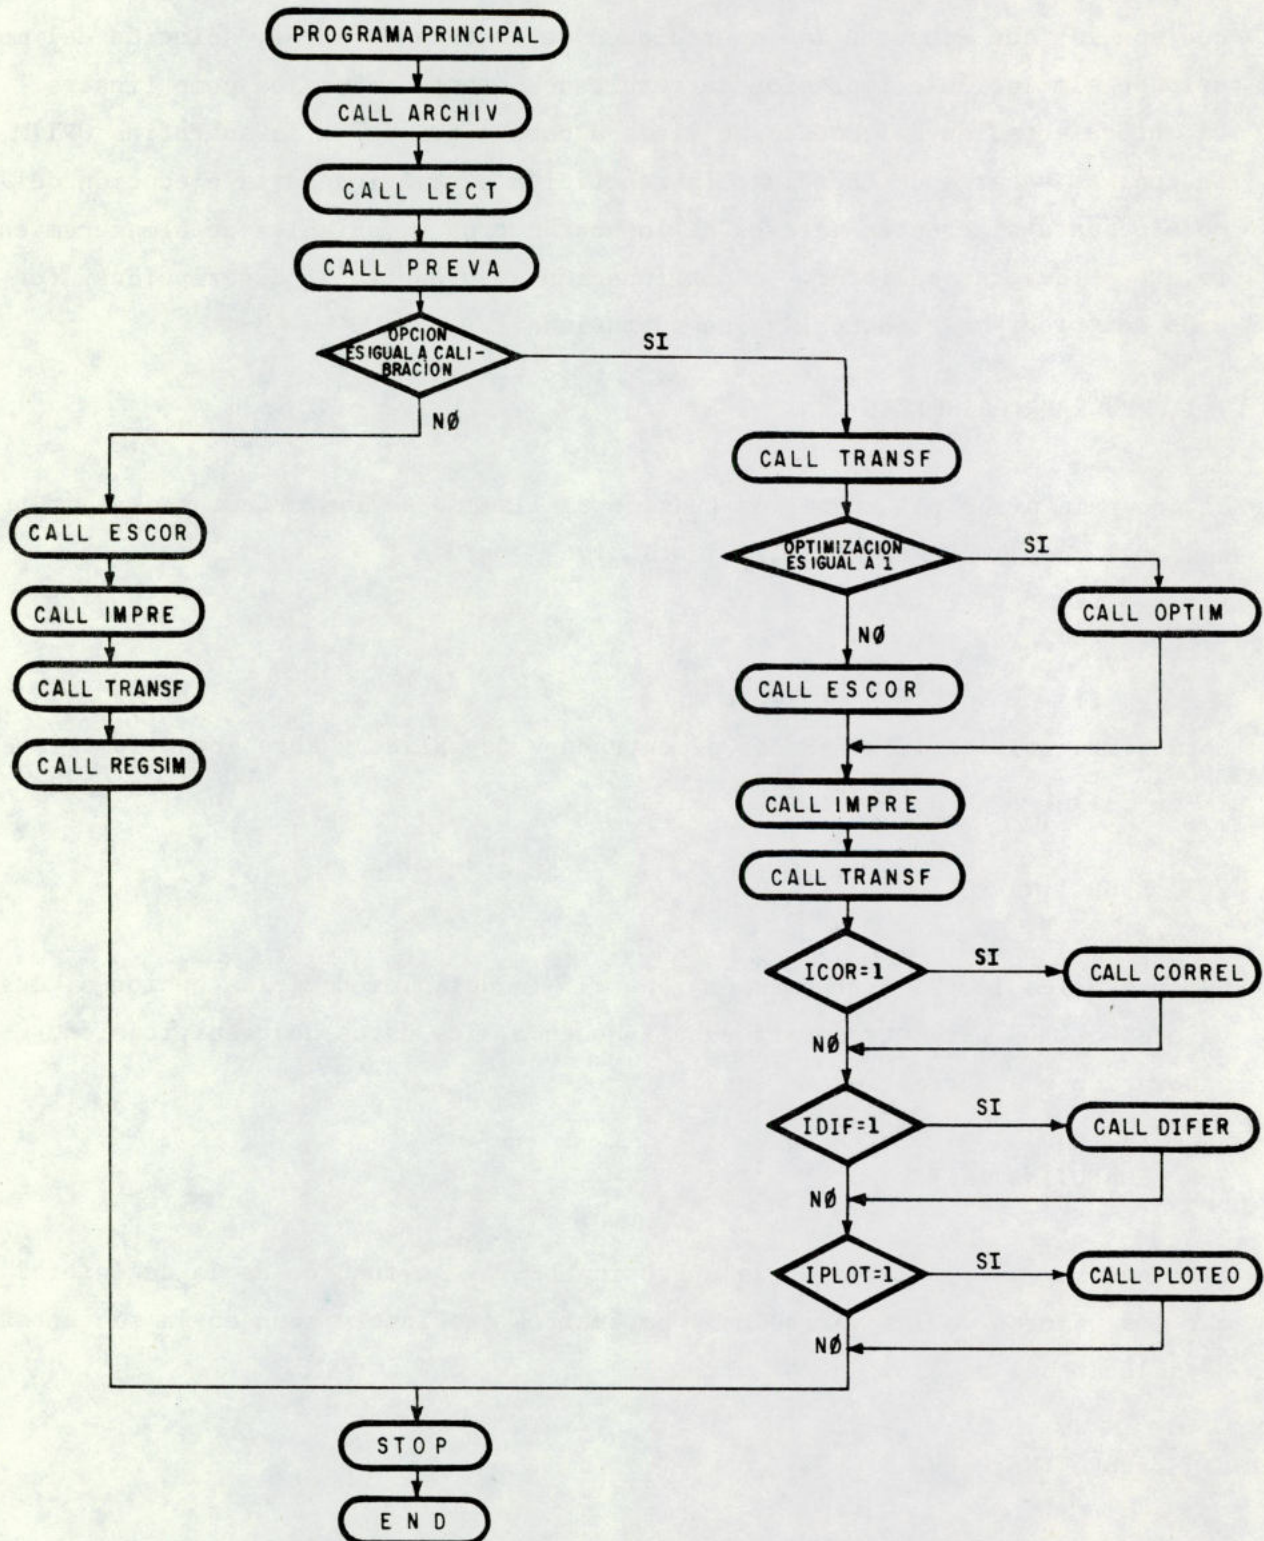 PROGRAMA PRINCIPAL
CALL ARCHIV
CALL LECT
CALL PREVA
OPCION
ES IGUAL A CALI-
BRACION
SI
NØ
CALL ESCOR
CALL IMPRE
CALL TRANSF
CALL REGSIM
CALL TRANSF
OPTIMIZACION
ES IGUAL A 1
SI
CALL OPTIM
NØ
CALL ESCOR
CALL IMPRE
CALL TRANSF
ICOR=1
SI
CALL CORREL
NØ
IDIF=1
SI
CALL DIFER
NØ
IPLOT=1
SI
CALL PLOTEO
NØ
STOP
END